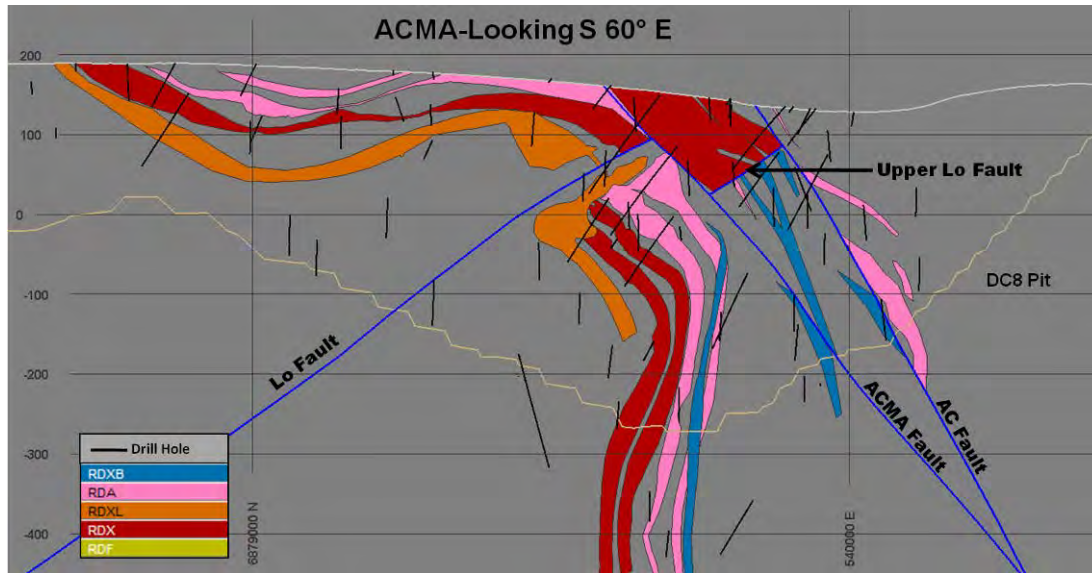 ACMA-Looking S 60° E
200
100
0
-100
-200
-300
-400
Upper Lo Fault
DC8 Pit
Lo Fault
ACMA Fault
AC Fault
6879000 N
540000 E
Drill Hole
RDXB
RDA
RDXL
RDX
RDF